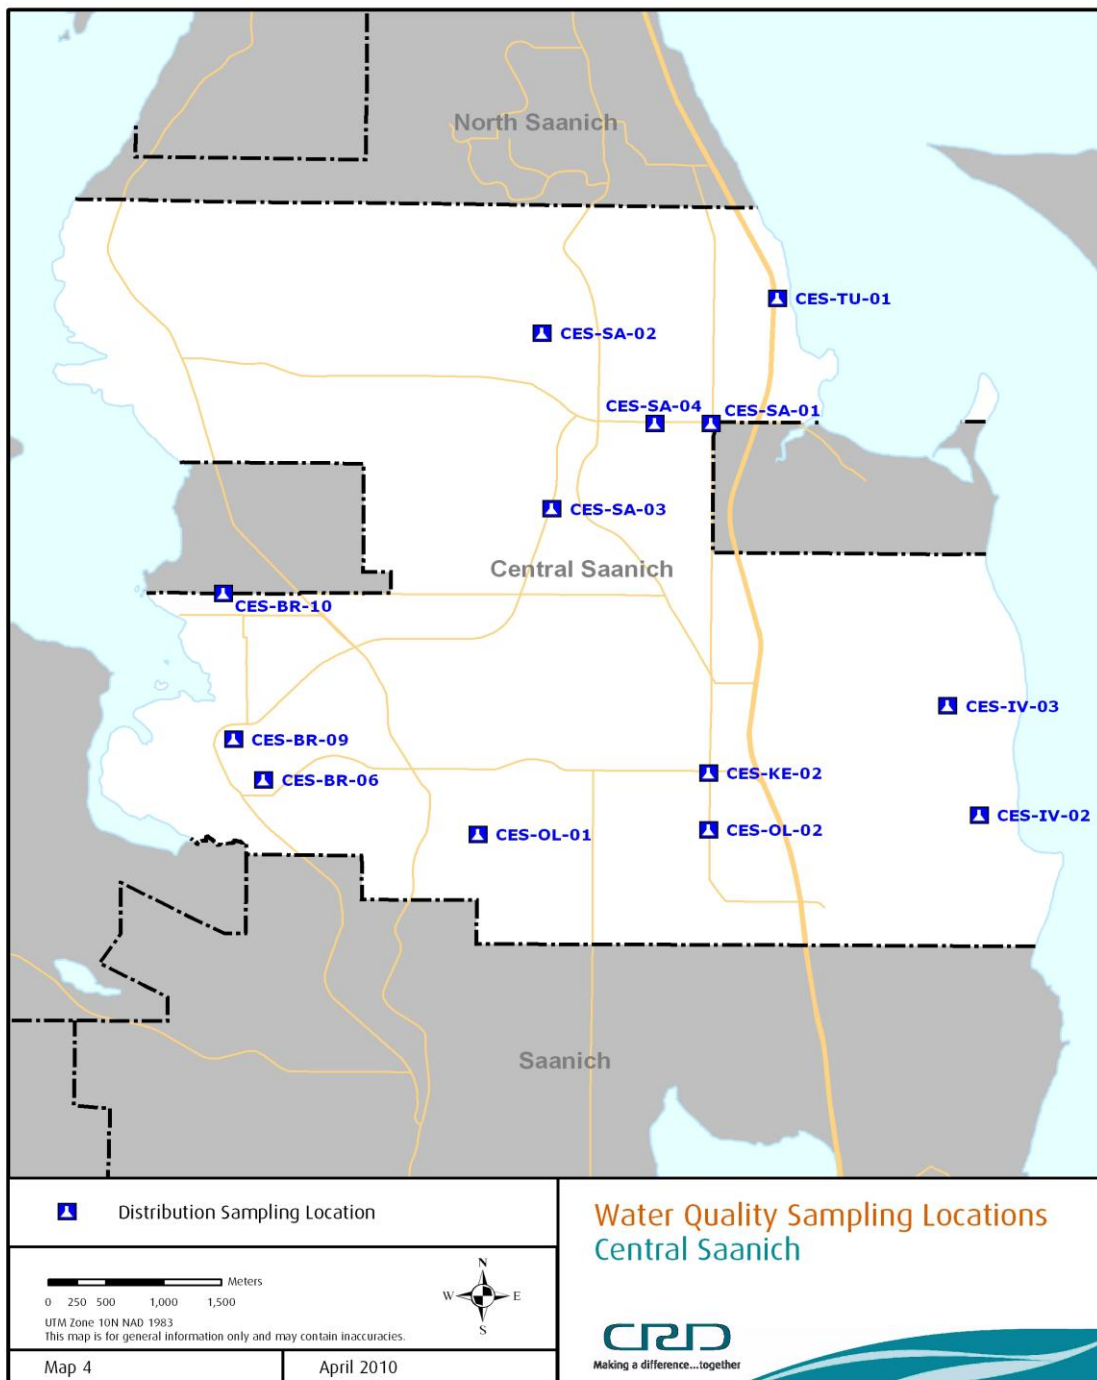 North Saanich
CES-TU-01
CES-SA-02
CES-SA-04
CES-SA-01
CES-SA-03
Central Saanich
CES-BR-10
CES-IV-03
CES-BR-09
CES-BR-06
CES-KE-02
CES-IV-02
CES-OL-01
CES-OL-02
Saanich
Distribution Sampling Location
Meters
0 250 500 1,000 1,500
UTM Zone 10N NAD 1983
This map is for general information only and may contain inaccuracies.
N
W E
S
Map 4
April 2010
Water Quality Sampling Locations
Central Saanich
CRD
Making a difference...together